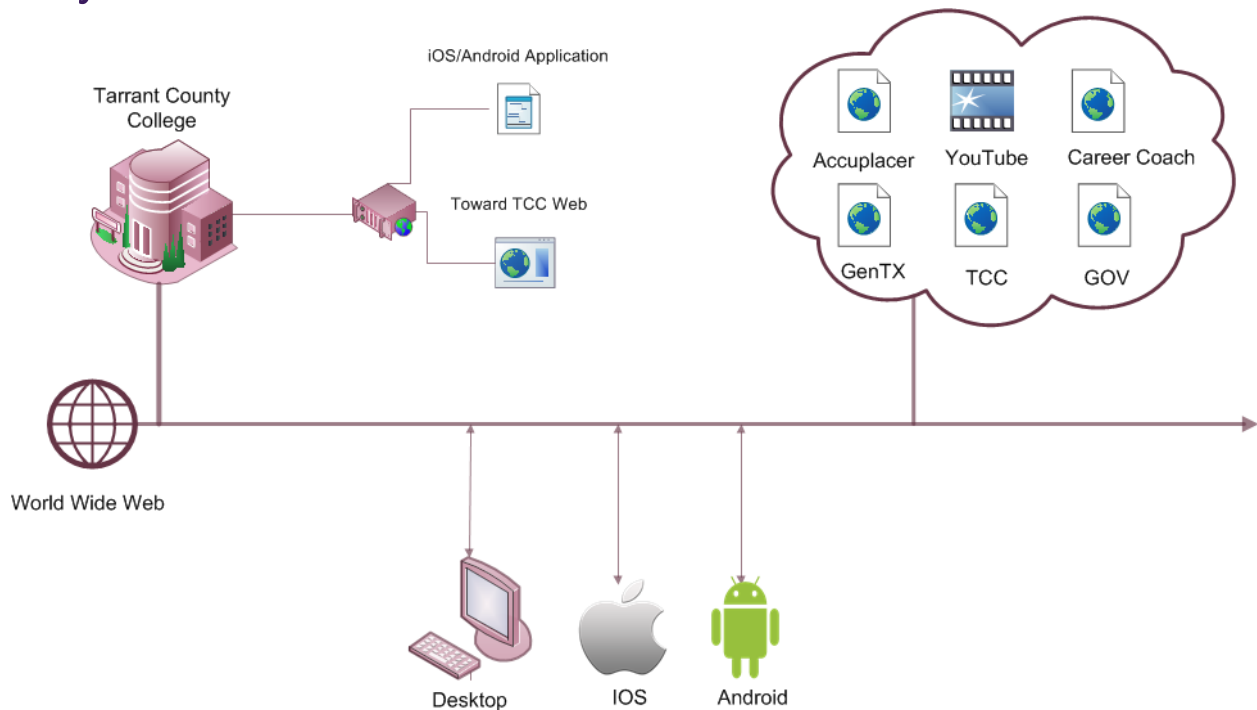 iOS/Android Application
Tarrant County
College
Toward TCC Web
Accuplacer
YouTube
Career Coach
GenTX
TCC
GOV
World Wide Web
Desktop
IOS
Android